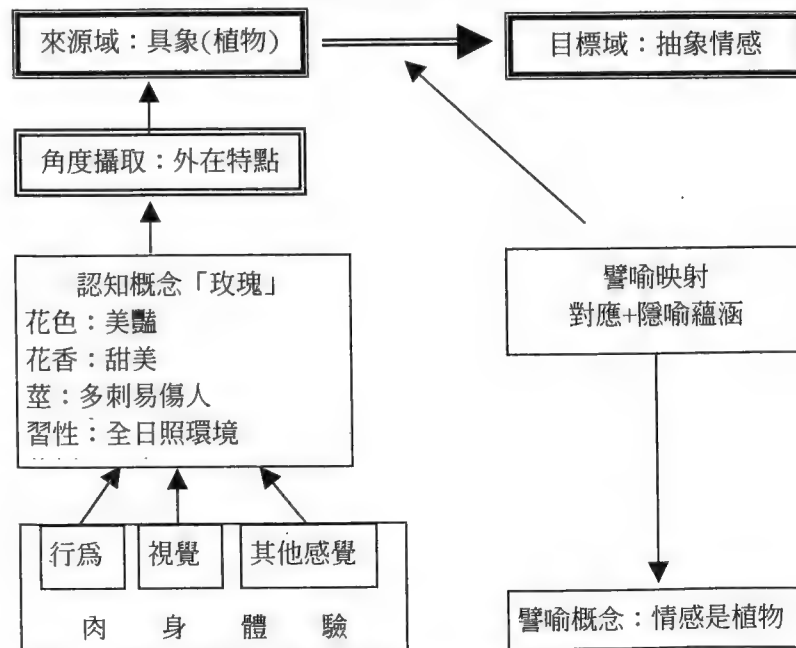 來源域：具象(植物)
目標域：抽象情感
角度攝取：外在特點
認知概念「玫瑰」
花色：美豔
花香：甜美
莖：多刺易傷人
習性：全日照環境
譬喻映射
對應+隱喻蘊涵
行爲
視覺
其他感覺
肉身體驗
譬喻概念：情感是植物